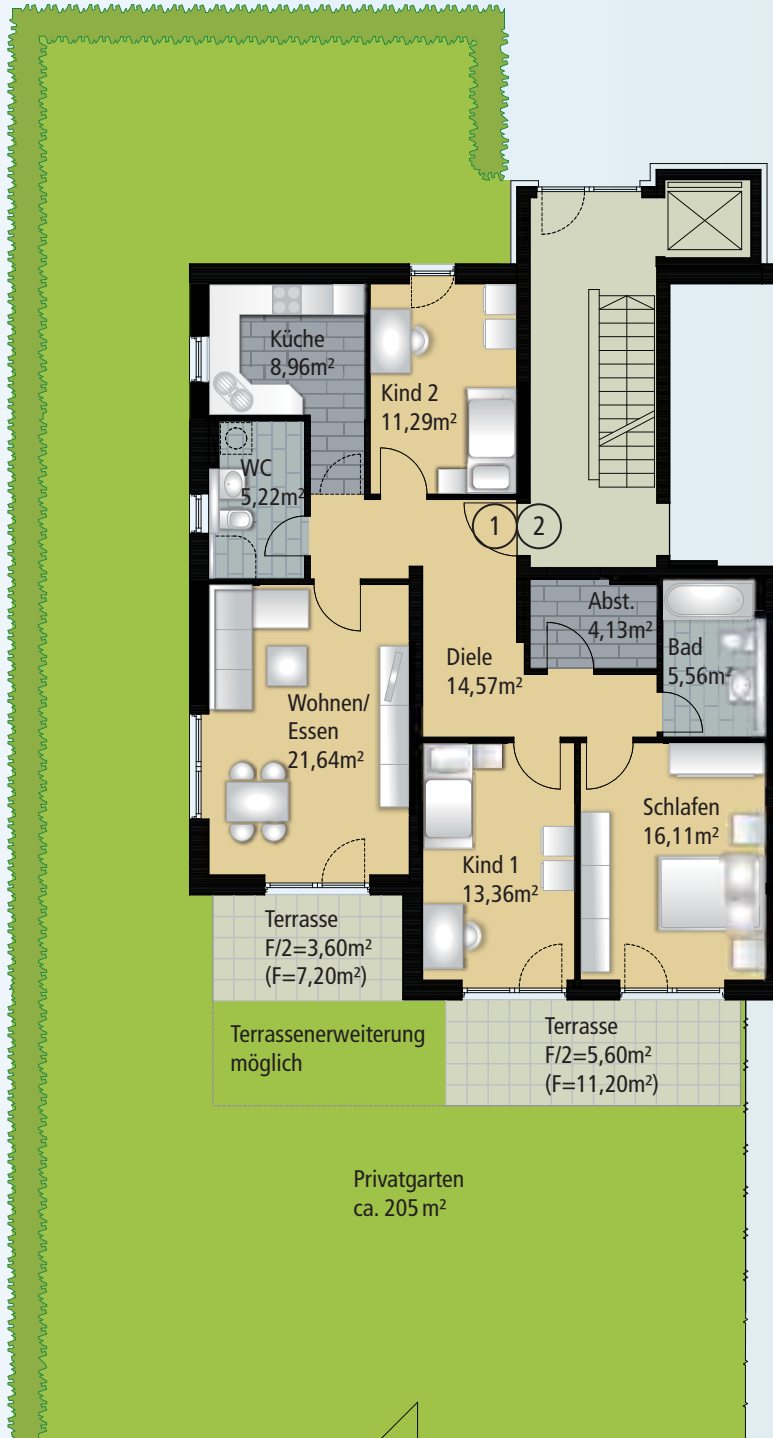 Küche
8,96m²
Kind 2
11,29m²
WC
5,22m²
1
2
Abst.
4,13m²
Bad
5,56m²
Diele
14,57m²
Wohnen/
Essen
21,64m²
Schlafen
16,11m²
Kind 1
13,36m²
Terrasse
F/2=3,60m²
(F=7,20m²)
Terrassenerweiterung
möglich
Terrasse
F/2=5,60m²
(F=11,20m²)
Privatgarten
ca. 205 m²